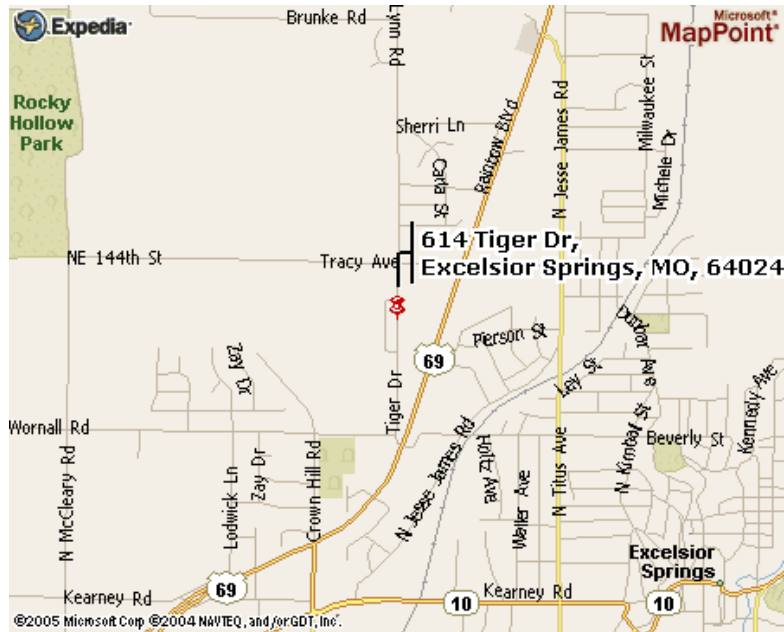 Expedia
Microsoft
MapPoint
Brunke Rd
Lynn Rd
Rocky
Hollow
Park
Sherri Ln
Carla St
Rainbow Blvd
N Jesse James Rd
Milwaukee St
Michele Dr
NE 144th St
Tracy Ave
614 Tiger Dr,
Excelsior Springs, MO, 64024
Pierson St
Dunbar Ave
69
Zay Dr
Ley St
Tiger Dr
Wornall Rd
Beverly St
Kennedy Ave
N Kimball St
N McCleary Rd
Lodwick Ln
Zay Dr
Crown Hill Rd
N Jesse James Rd
Holtz Ave
Waller Ave
N Titus Ave
Excelsior
Springs
69
Kearney Rd
10
Kearney Rd
10
©2005 Microsoft Corp ©2004 NAVTEQ, and/or GDT, Inc.